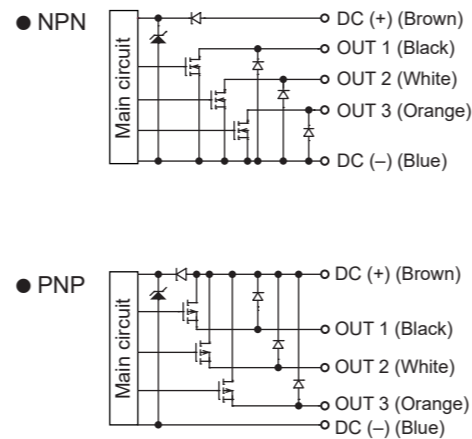 ● NPN
Main circuit
DC (+) (Brown)
OUT 1 (Black)
OUT 2 (White)
OUT 3 (Orange)
DC (–) (Blue)
● PNP
Main circuit
DC (+) (Brown)
OUT 1 (Black)
OUT 2 (White)
OUT 3 (Orange)
DC (–) (Blue)